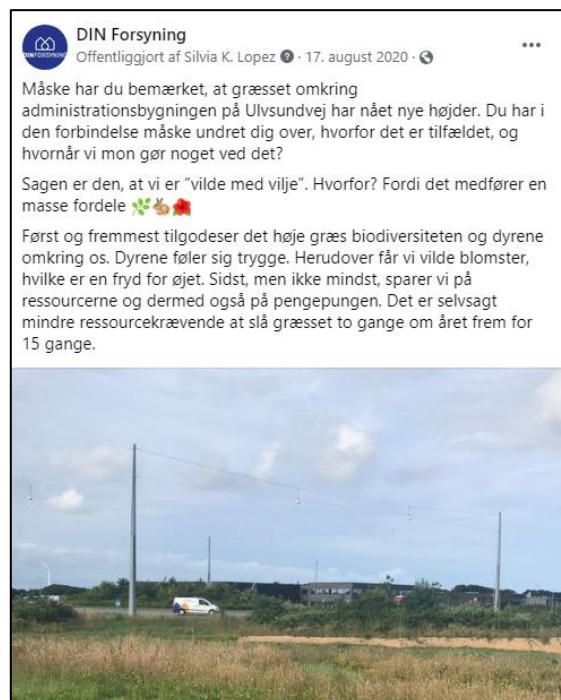 DIN Forsyning
Offentliggjort af Silvia K. Lopez · 17. august 2020 ·
DINFORSYNING
Måske har du bemærket, at græsset omkring
administrationsbygningen på Ulvsundvej har nået nye højder. Du har i
den forbindelse måske undret dig over, hvorfor det er tilfældet, og
hvornår vi mon gør noget ved det?
Sagen er den, at vi er "vilde med vilje". Hvorfor? Fordi det medfører en
masse fordele 🌿🐇🌺
Først og fremmest tilgodeser det høje græs biodiversiteten og dyrene
omkring os. Dyrene føler sig trygge. Herudover får vi vilde blomster,
hvilke er en fryd for øjet. Sidst, men ikke mindst, sparer vi på
ressourcerne og dermed også på pengepungen. Det er selvsagt
mindre ressourcekrævende at slå græsset to gange om året frem for
15 gange.